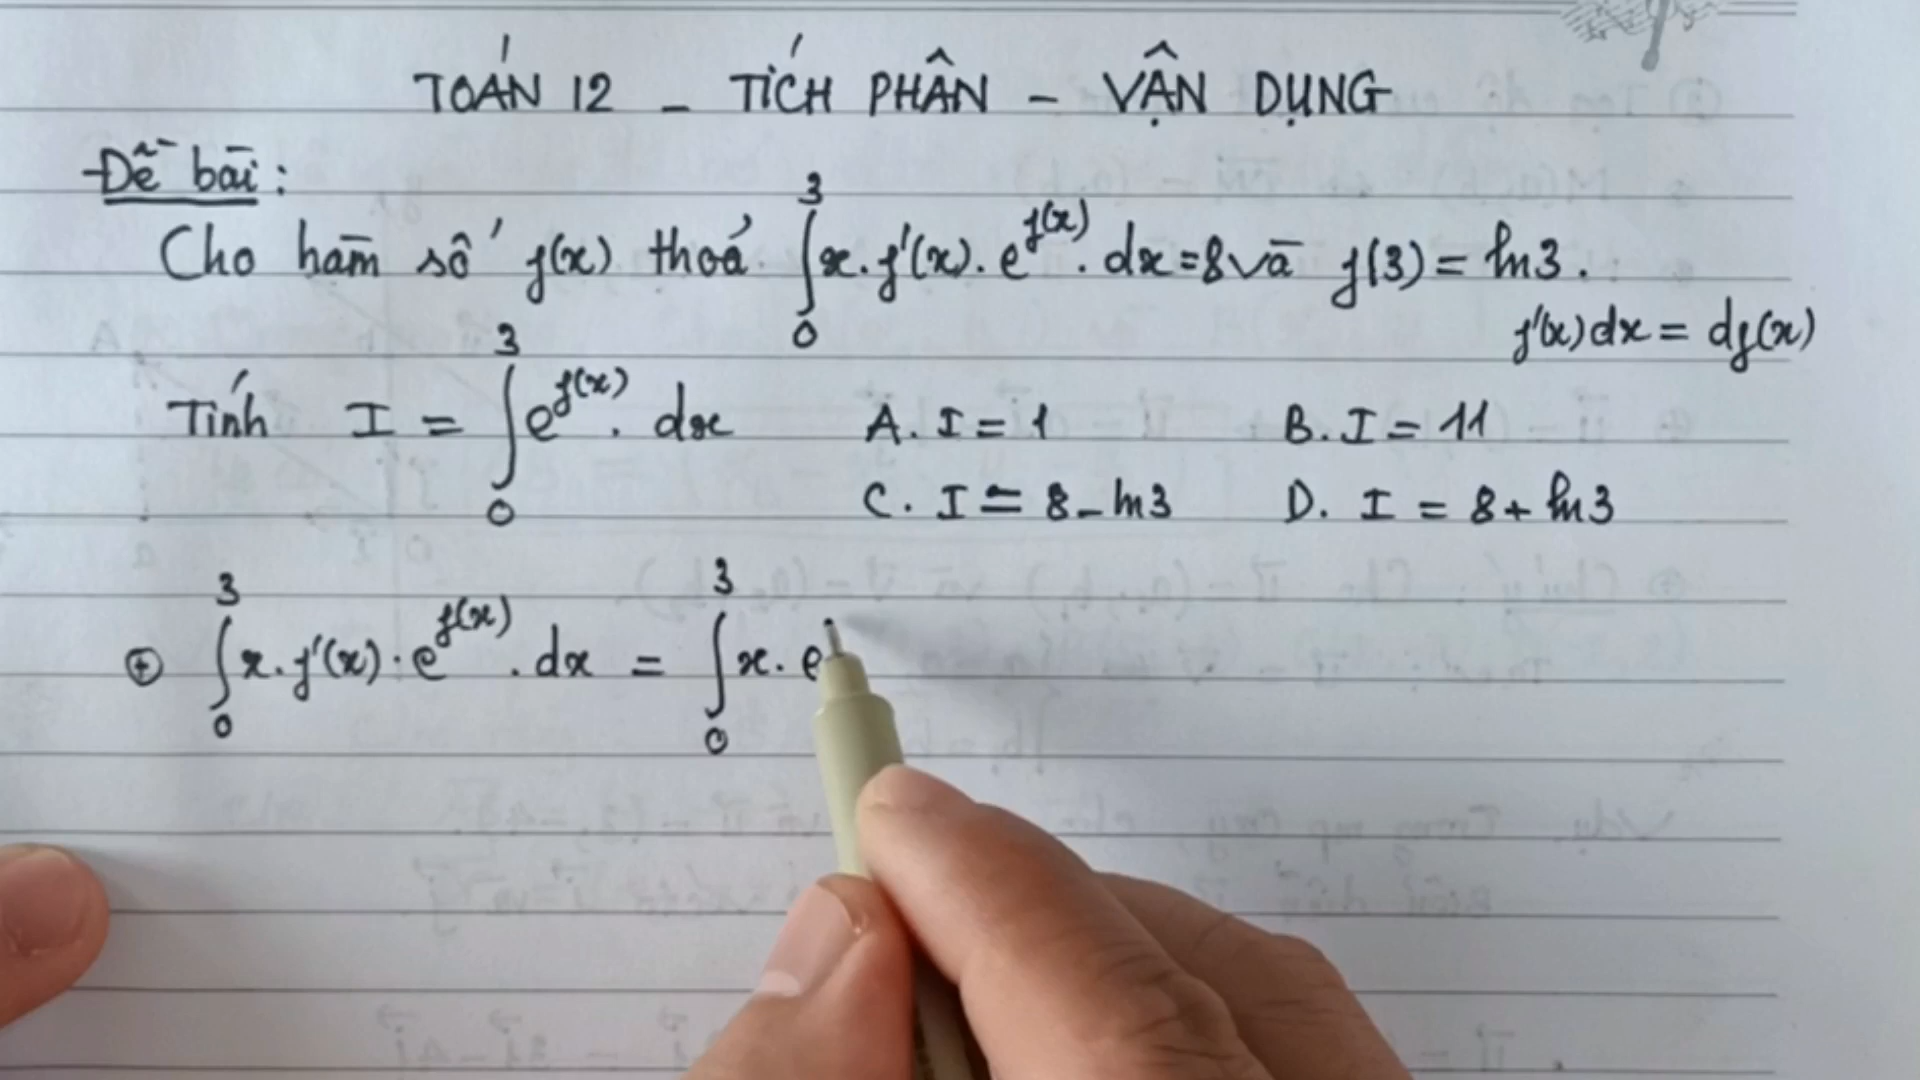 TOÁN 12 - TÍCH PHÂN - VẬN DỤNG
Đề bài:
Cho hàm số f(x) thoả ∫₀³ x.f'(x).e^f(x).dx=8 và f(3) = ln3.
f'(x)dx = df(x)
Tính I = ∫₀³ e^f(x).dx A. I = 1 B. I = 11
C. I = 8-ln3 D. I = 8+ln3
⊕ ∫₀³ x.f'(x).e^f(x).dx = ∫₀³ x.e